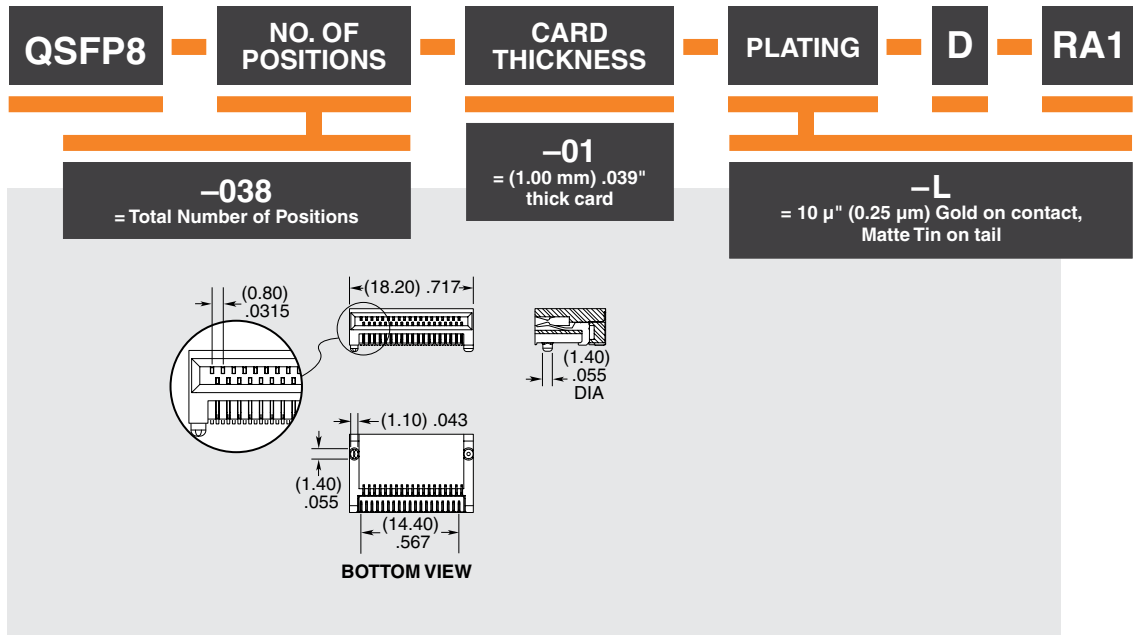 QSFP8
NO. OF
POSITIONS
CARD
THICKNESS
PLATING
D
RA1
–038
= Total Number of Positions
–01
= (1.00 mm) .039"
thick card
–L
= 10 µ" (0.25 µm) Gold on contact,
Matte Tin on tail
(0.80)
.0315
(18.20) .717
(1.40)
.055
DIA
(1.10) .043
(1.40)
.055
(14.40)
.567
BOTTOM VIEW